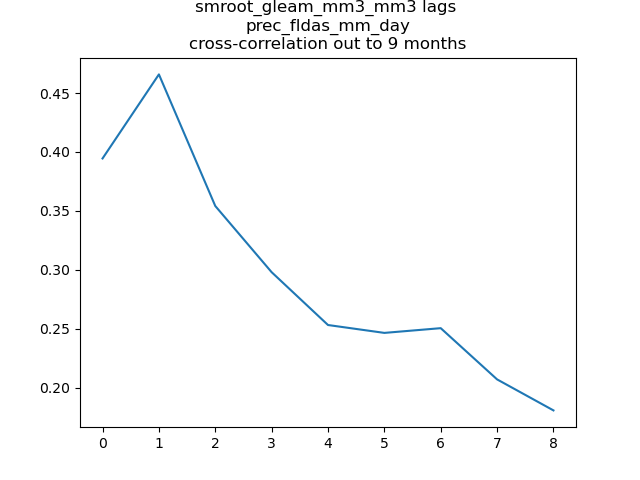 smroot_gleam_mm3_mm3 lags
prec_fldas_mm_day
cross-correlation out to 9 months
0.45
0.40
0.35
0.30
0.25
0.20
0 1 2 3 4 5 6 7 8